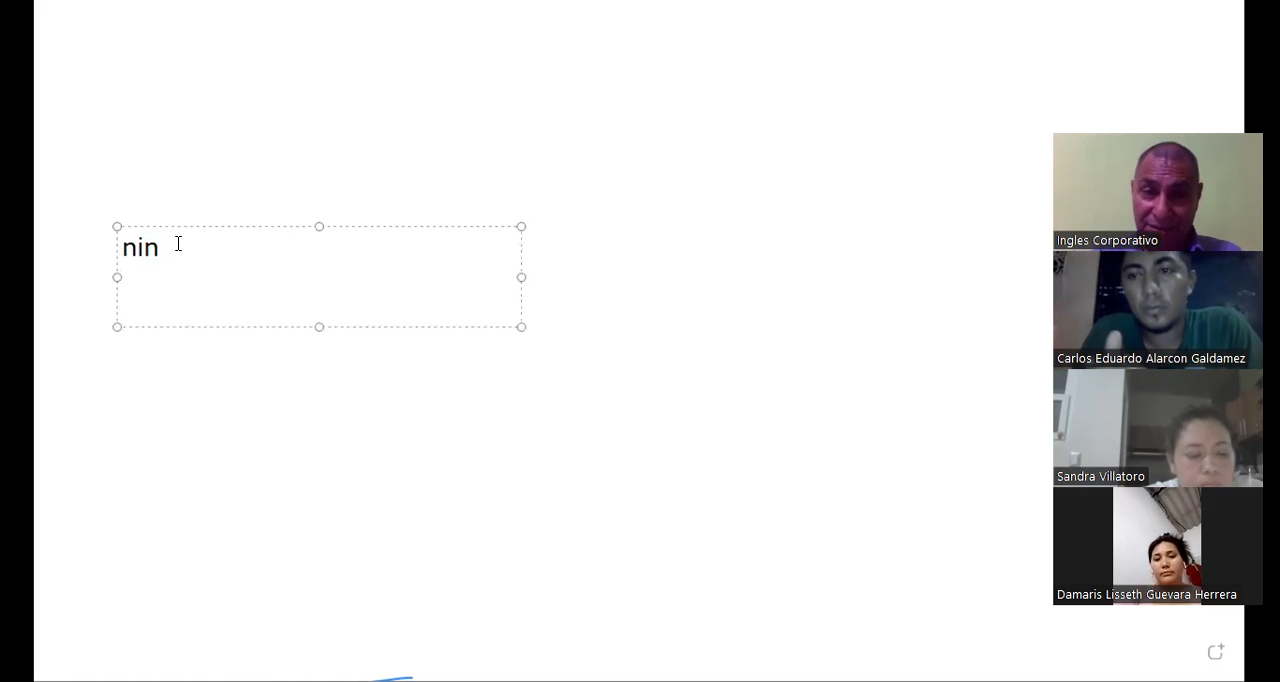 nin
Ingles Corporativo
Carlos Eduardo Alarcon Galdamez
Sandra Villatoro
Damaris Lisseth Guevara Herrera